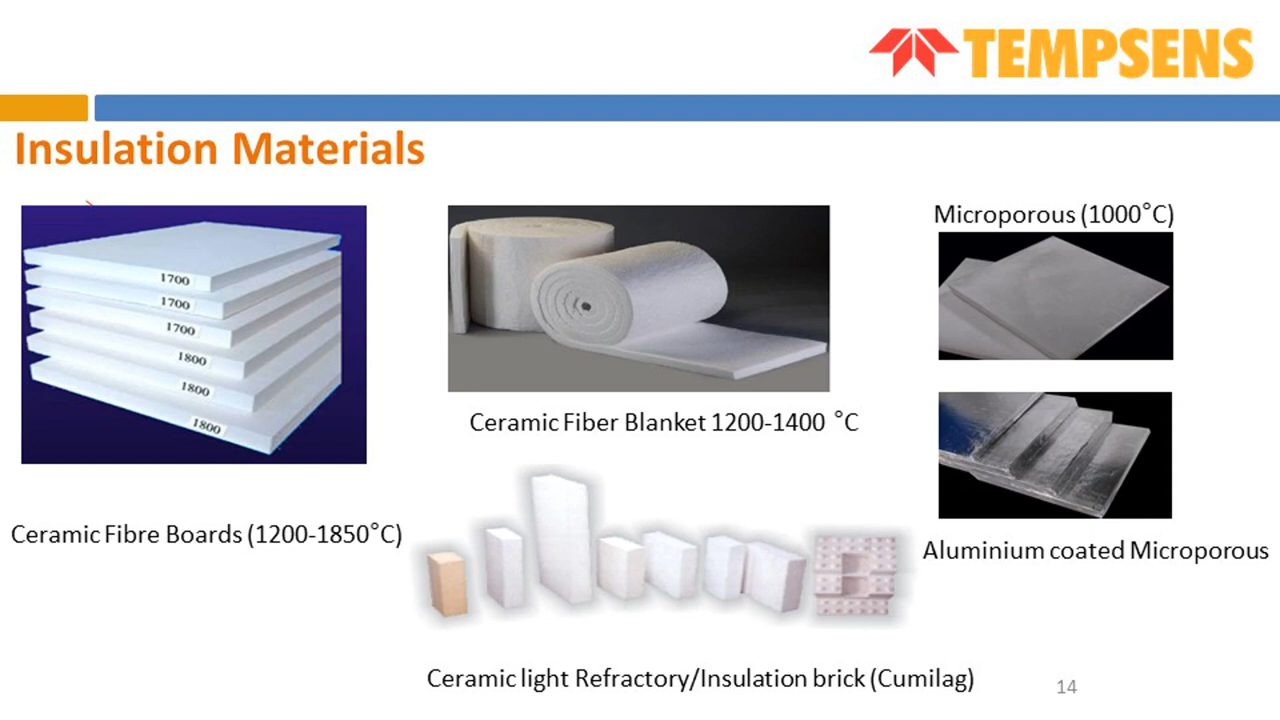 TEMPSENS
Insulation Materials
1700
1700
1700
1800
1800
1800
Ceramic Fibre Boards (1200-1850°C)
Ceramic Fiber Blanket 1200-1400 °C
Microporous (1000°C)
Aluminium coated Microporous
Ceramic light Refractory/Insulation brick (Cumilag)
14